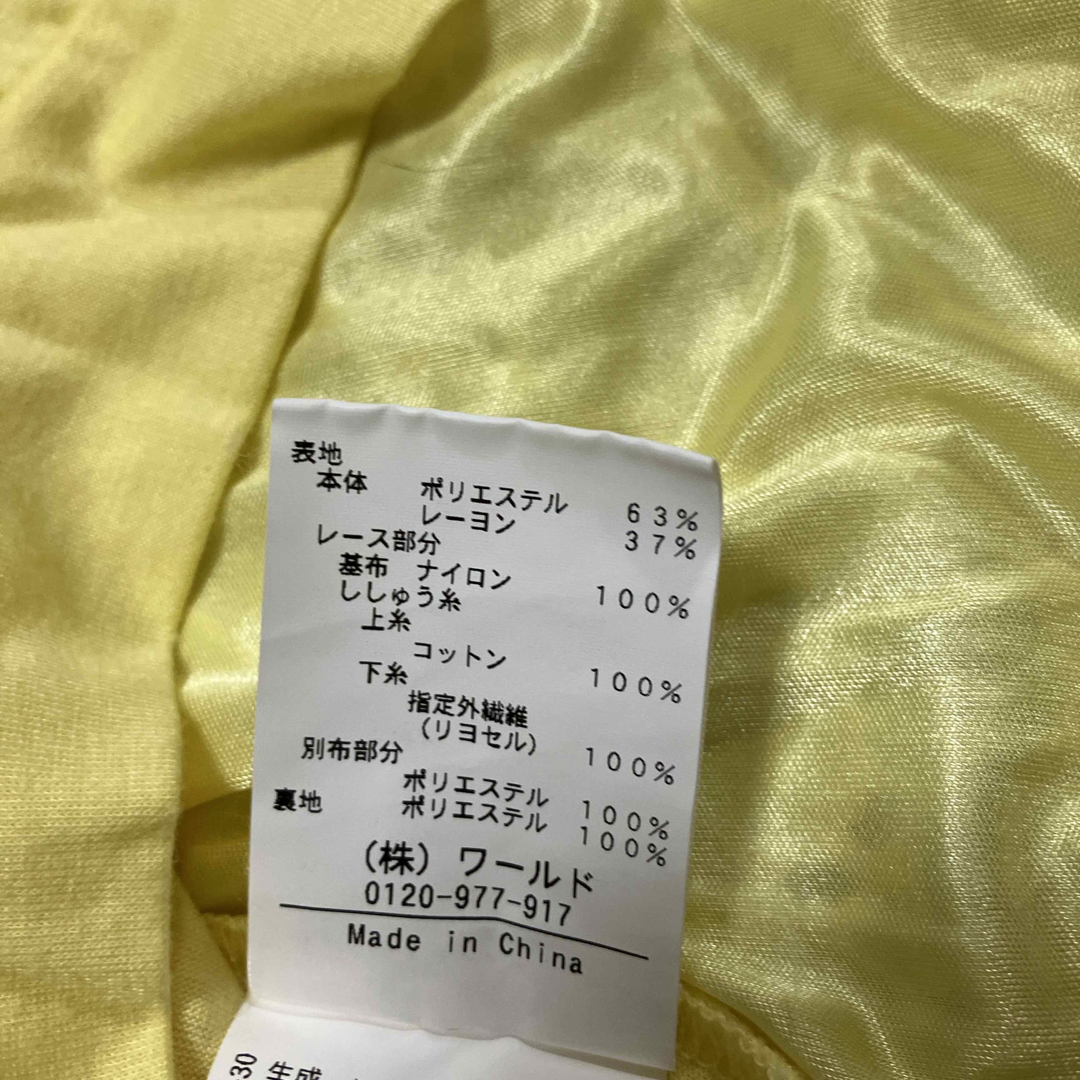 表地
本体 ポリエステル 63%
レーヨン 37%
レース部分
基布 ナイロン 100%
ししゅう糸
上糸
コットン 100%
下糸
指定外繊維
(リヨセル) 100%
別布部分
ポリエステル 100%
裏地 ポリエステル 100%
(株) ワールド
0120-977-917
Made in China
30 生成